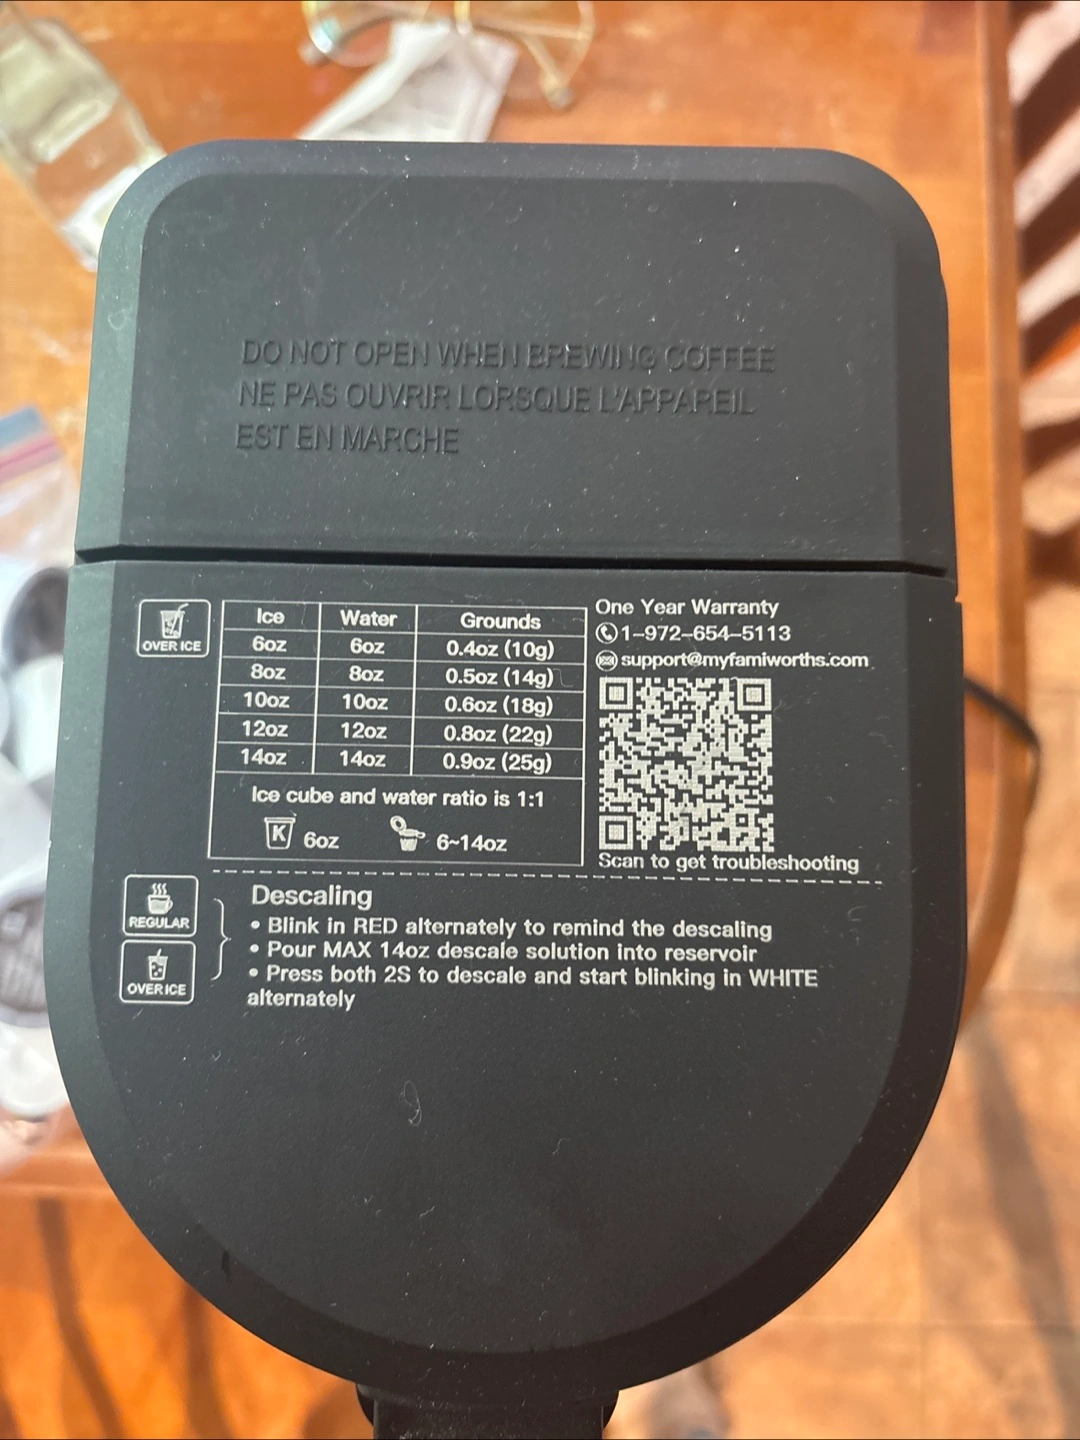 DO NOT OPEN WHEN BREWING COFFEE
NE PAS OUVRIR LORSQUE L'APPAREIL
EST EN MARCHE
OVER ICE
Ice Water Grounds
6oz 6oz 0.4oz (10g)
8oz 8oz 0.5oz (14g)
10oz 10oz 0.6oz (18g)
12oz 12oz 0.8oz (22g)
14oz 14oz 0.9oz (25g)
Ice cube and water ratio is 1:1
K 6oz 6~14oz
One Year Warranty
1-972-654-5113
support@myfamiworths.com
Scan to get troubleshooting
REGULAR
OVER ICE
Descaling
• Blink in RED alternately to remind the descaling
• Pour MAX 14oz descale solution into reservoir
• Press both 2S to descale and start blinking in WHITE
alternately